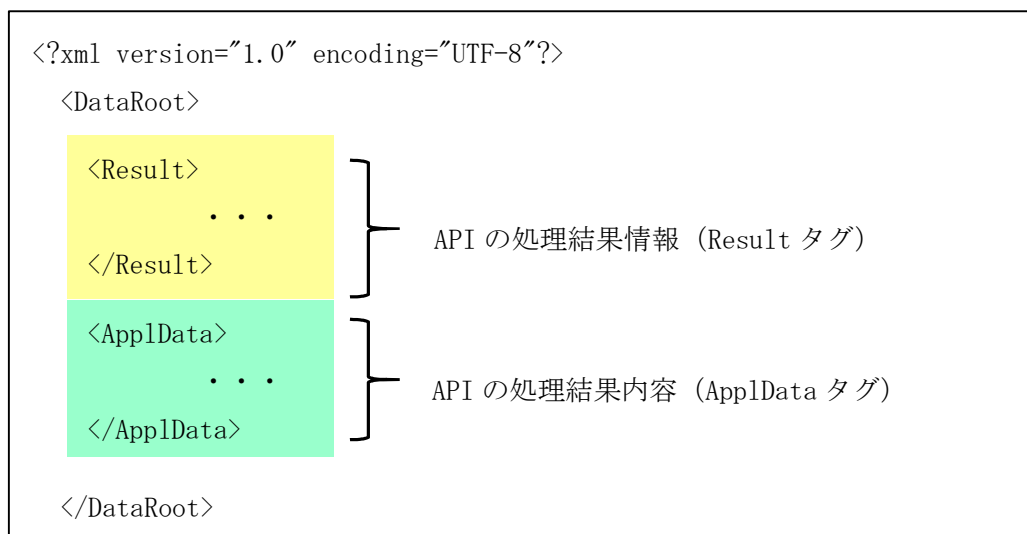 <?xml version="1.0" encoding="UTF-8"?>
<DataRoot>
<Result>
・・・
</Result>
API の処理結果情報（Result タグ）
<ApplData>
・・・
</ApplData>
API の処理結果内容（ApplData タグ）
</DataRoot>